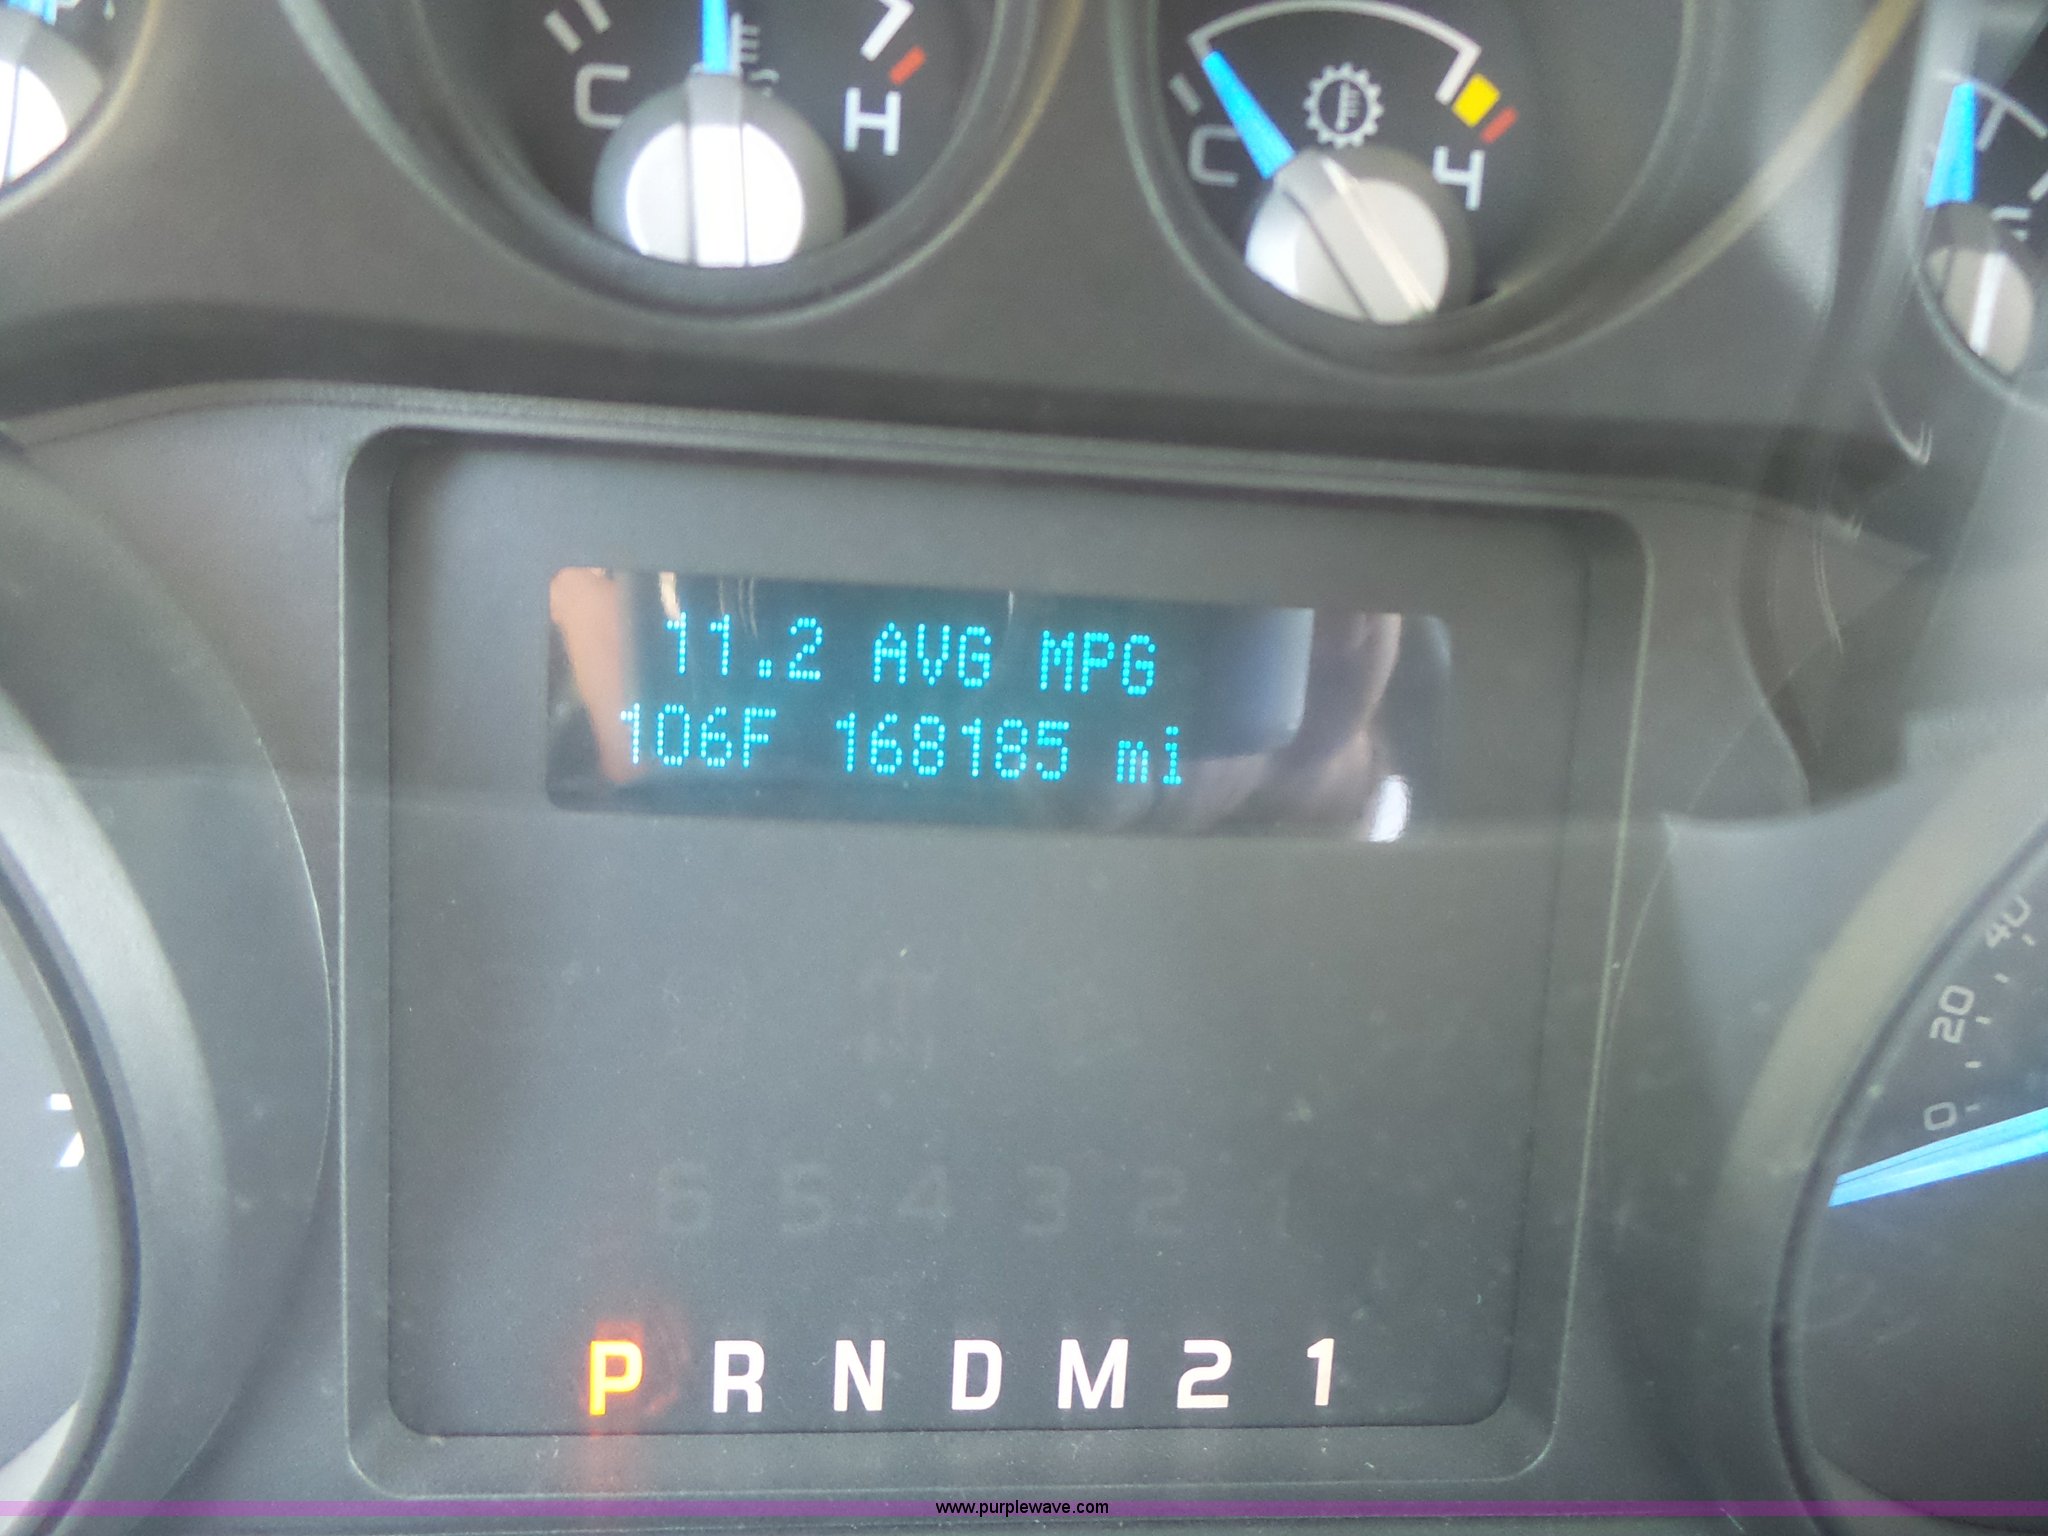 C H
C H
11.2 AVG MPG
106F 168185 mi
40
20
0
7
6 5 4 3 2 1
P R N D M 2 1
www.purplewave.com